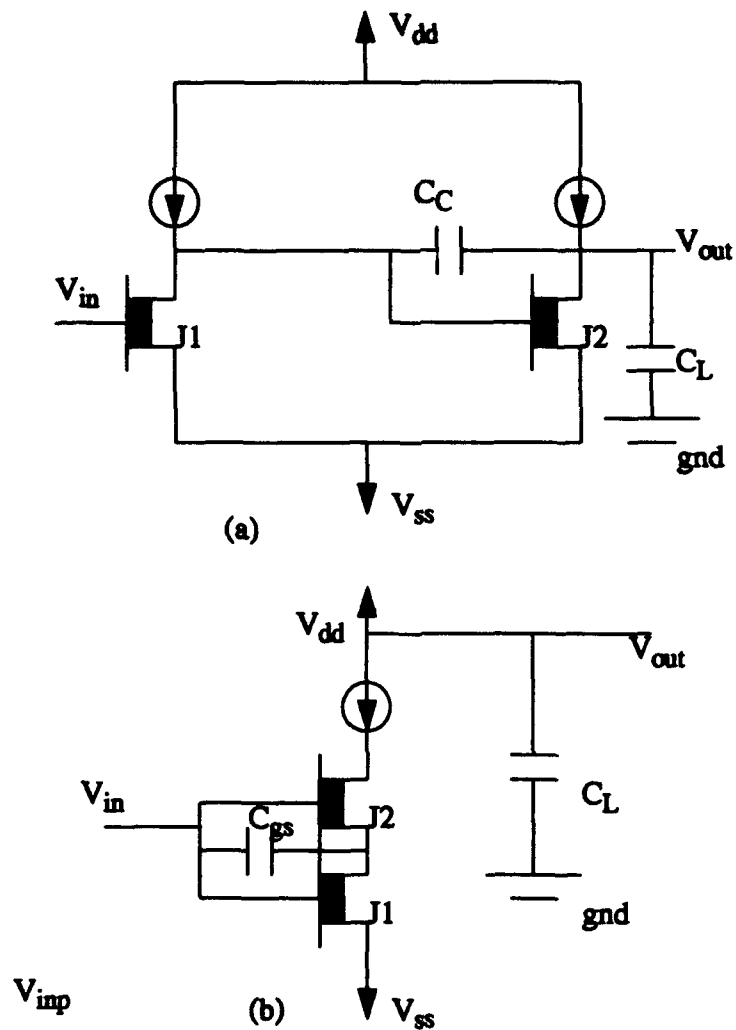 V_dd
C_C
V_out
V_in
J1
J2
C_L
gnd
V_ss
(a)
V_dd
V_out
V_in
C_gs
J2
C_L
J1
gnd
V_inp
(b)
V_ss